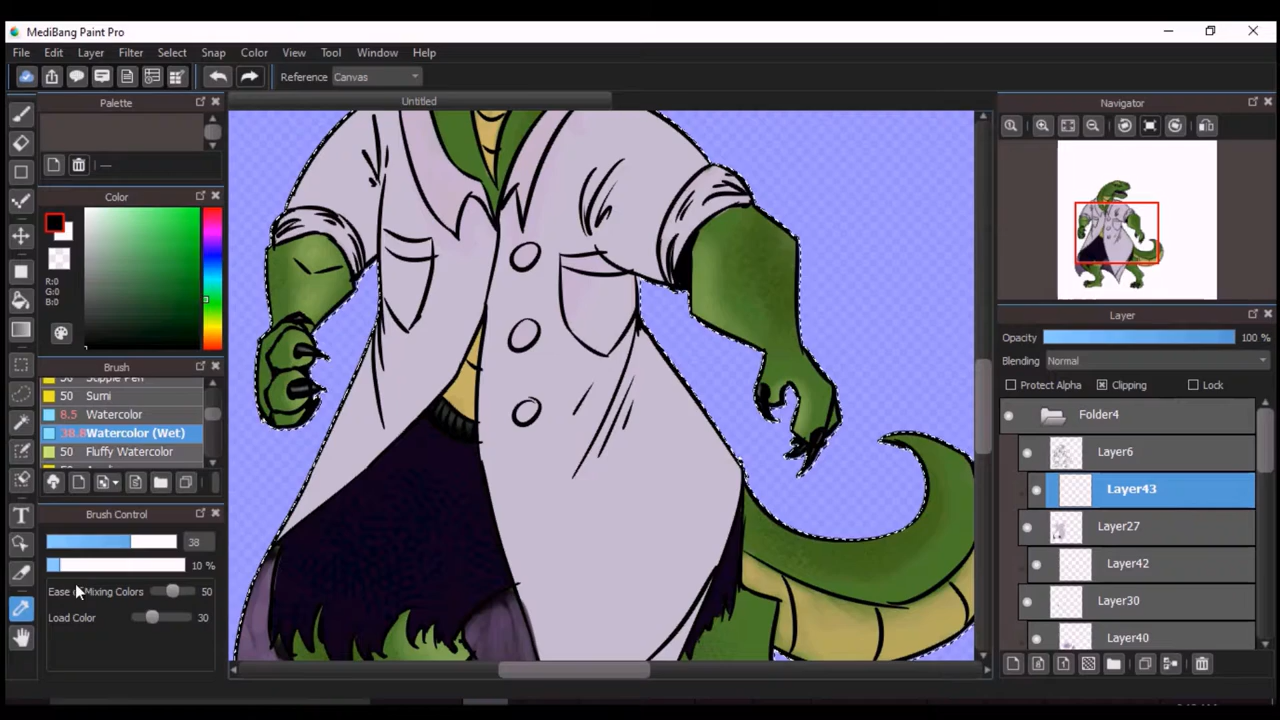 MediBang Paint Pro
File Edit Layer Filter Select Snap Color View Tool Window Help
Reference Canvas
Palette
Untitled
Navigator
Color
R:0
G:0
B:0
Brush
50 Sumi
8.5 Watercolor
38.8 Watercolor (Wet)
50 Fluffy Watercolor
Brush Control
38
10 %
Ease of Mixing Colors 50
Load Color 30
Layer
Opacity 100 %
Blending Normal
Protect Alpha Clipping Lock
Folder4
Layer6
Layer43
Layer27
Layer42
Layer30
Layer40